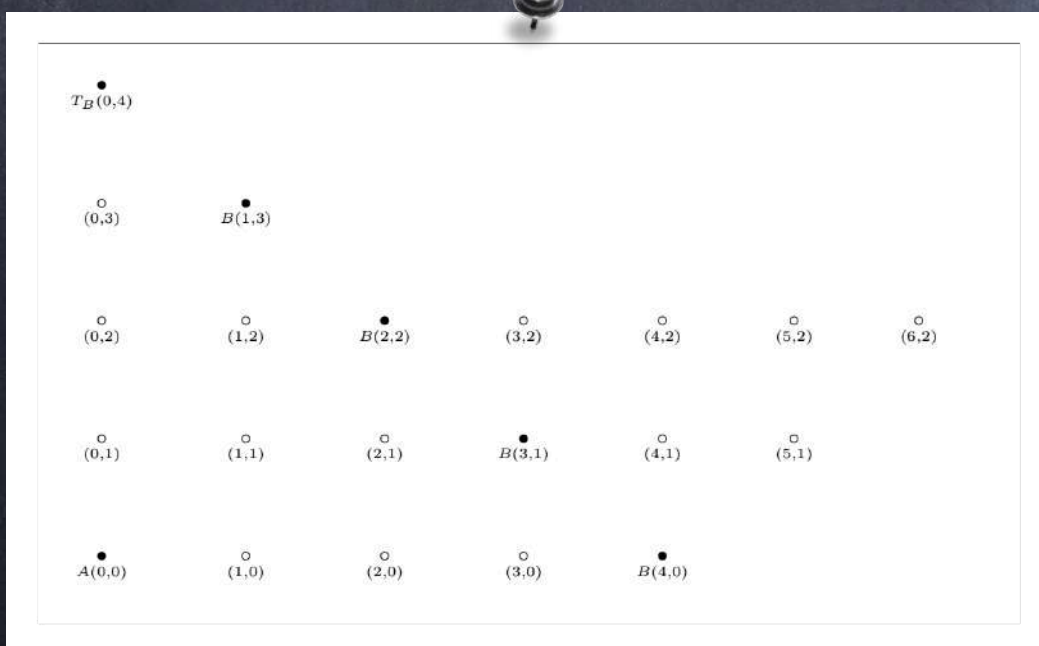 T_B(0,4)
(0,3) B(1,3)
(0,2) (1,2) B(2,2) (3,2) (4,2) (5,2) (6,2)
(0,1) (1,1) (2,1) B(3,1) (4,1) (5,1)
A(0,0) (1,0) (2,0) (3,0) B(4,0)